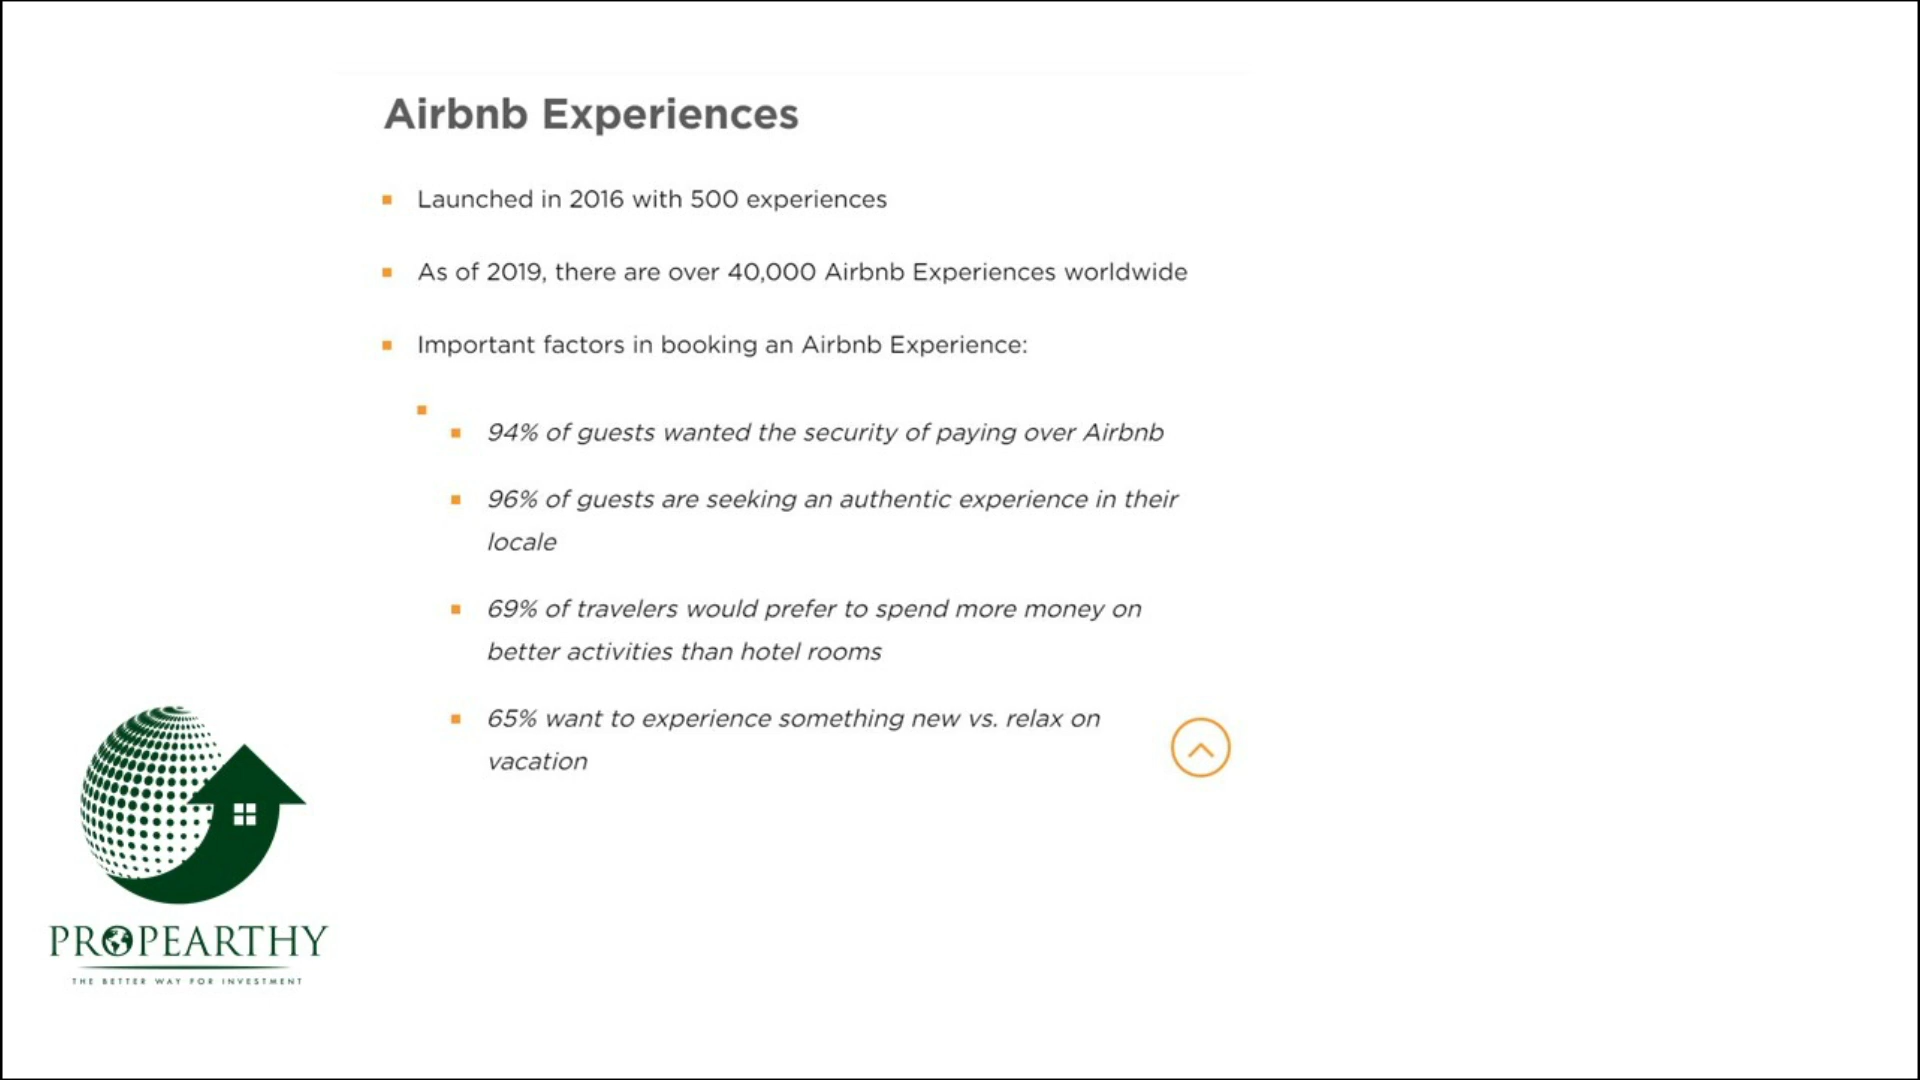 Airbnb Experiences
Launched in 2016 with 500 experiences
As of 2019, there are over 40,000 Airbnb Experiences worldwide
Important factors in booking an Airbnb Experience:
94% of guests wanted the security of paying over Airbnb
96% of guests are seeking an authentic experience in their
locale
69% of travelers would prefer to spend more money on
better activities than hotel rooms
65% want to experience something new vs. relax on
vacation
PROPEARTHY
THE BETTER WAY FOR INVESTMENT